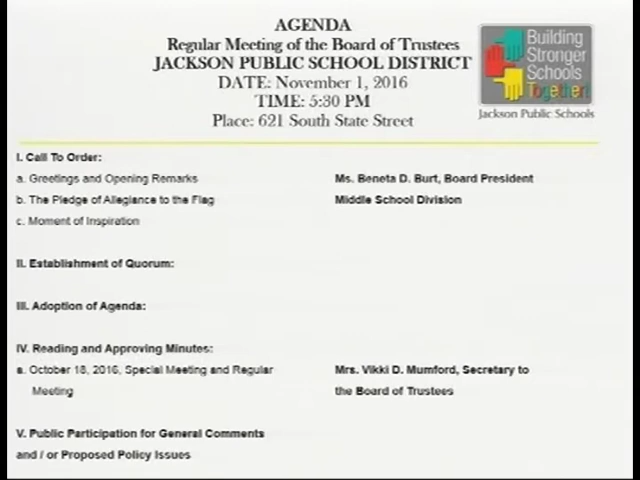 AGENDA
Regular Meeting of the Board of Trustees
JACKSON PUBLIC SCHOOL DISTRICT
DATE: November 1, 2016
TIME: 5:30 PM
Place: 621 South State Street
Building
Stronger
Schools
Together!
Jackson Public Schools
I. Call To Order:
a. Greetings and Opening Remarks Ms. Beneta D. Burt, Board President
b. The Pledge of Allegiance to the Flag Middle School Division
c. Moment of Inspiration
II. Establishment of Quorum:
III. Adoption of Agenda:
IV. Reading and Approving Minutes:
a. October 18, 2016, Special Meeting and Regular Mrs. Vikki D. Mumford, Secretary to
Meeting the Board of Trustees
V. Public Participation for General Comments
and / or Proposed Policy Issues